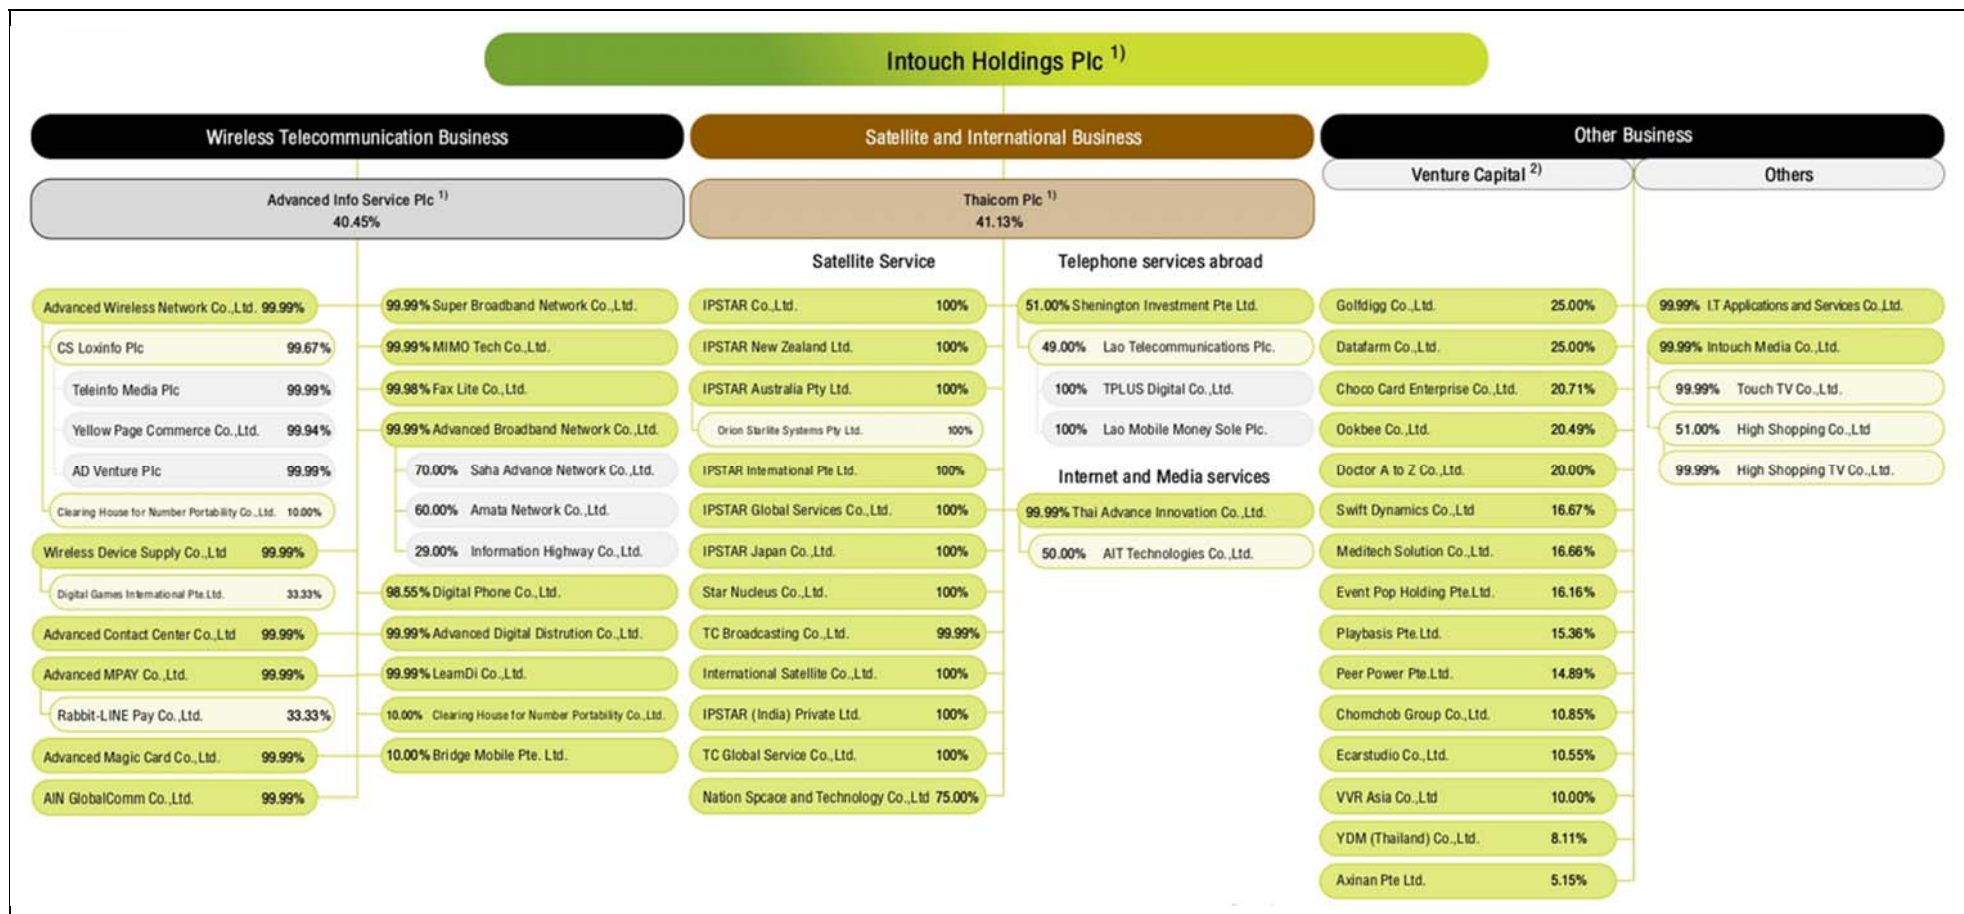 Intouch Holdings Plc 1)
Wireless Telecommunication Business
Advanced Info Service Plc 1)
40.45%
Advanced Wireless Network Co.,Ltd. 99.99%
CS Loxinfo Plc 99.67%
Teleinfo Media Plc 99.99%
Yellow Page Commerce Co.,Ltd. 99.94%
AD Venture Plc 99.99%
Clearing House for Number Portability Co.,Ltd. 10.00%
Wireless Device Supply Co.,Ltd 99.99%
Digital Games International Pte.Ltd. 33.33%
Advanced Contact Center Co.,Ltd 99.99%
Advanced MPAY Co.,Ltd. 99.99%
Rabbit-LINE Pay Co.,Ltd. 33.33%
Advanced Magic Card Co.,Ltd. 99.99%
AIN GlobalComm Co.,Ltd. 99.99%
99.99% Super Broadband Network Co.,Ltd.
99.99% MIMO Tech Co.,Ltd.
99.98% Fax Lite Co.,Ltd.
99.99% Advanced Broadband Network Co.,Ltd.
70.00% Saha Advance Network Co.,Ltd.
60.00% Amata Network Co.,Ltd.
29.00% Information Highway Co.,Ltd.
98.55% Digital Phone Co.,Ltd.
99.99% Advanced Digital Distrution Co.,Ltd.
99.99% LearnDi Co.,Ltd.
10.00% Clearing House for Number Portability Co.,Ltd.
10.00% Bridge Mobile Pte. Ltd.
Satellite and International Business
Thaicom Plc 1)
41.13%
Satellite Service
IPSTAR Co.,Ltd. 100%
IPSTAR New Zealand Ltd. 100%
IPSTAR Australia Pty Ltd. 100%
Orion Starlite Systems Pty Ltd. 100%
IPSTAR International Pte Ltd. 100%
IPSTAR Global Services Co.,Ltd. 100%
IPSTAR Japan Co.,Ltd. 100%
Star Nucleus Co.,Ltd. 100%
TC Broadcasting Co.,Ltd. 99.99%
International Satellite Co.,Ltd. 100%
IPSTAR (India) Private Ltd. 100%
TC Global Service Co.,Ltd. 100%
Nation Spcace and Technology Co.,Ltd 75.00%
Telephone services abroad
51.00% Shenington Investment Pte Ltd.
49.00% Lao Telecommunications Plc.
100% TPLUS Digital Co.,Ltd.
100% Lao Mobile Money Sole Plc.
Internet and Media services
99.99% Thai Advance Innovation Co.,Ltd.
50.00% AIT Technologies Co.,Ltd.
Other Business
Venture Capital 2)
Golfdigg Co.,Ltd. 25.00%
Datafarm Co.,Ltd. 25.00%
Choco Card Enterprise Co.,Ltd. 20.71%
Ookbee Co.,Ltd. 20.49%
Doctor A to Z Co.,Ltd. 20.00%
Swift Dynamics Co.,Ltd 16.67%
Meditech Solution Co.,Ltd. 16.66%
Event Pop Holding Pte.Ltd. 16.16%
Playbasis Pte.Ltd. 15.36%
Peer Power Pte.Ltd. 14.89%
Chomchob Group Co.,Ltd. 10.85%
Ecarstudio Co.,Ltd. 10.55%
VVR Asia Co.,Ltd 10.00%
YDM (Thailand) Co.,Ltd. 8.11%
Axinan Pte Ltd. 5.15%
Others
99.99% I.T Applications and Services Co.,Ltd.
99.99% Intouch Media Co.,Ltd.
99.99% Touch TV Co.,Ltd.
51.00% High Shopping Co.,Ltd
99.99% High Shopping TV Co.,Ltd.